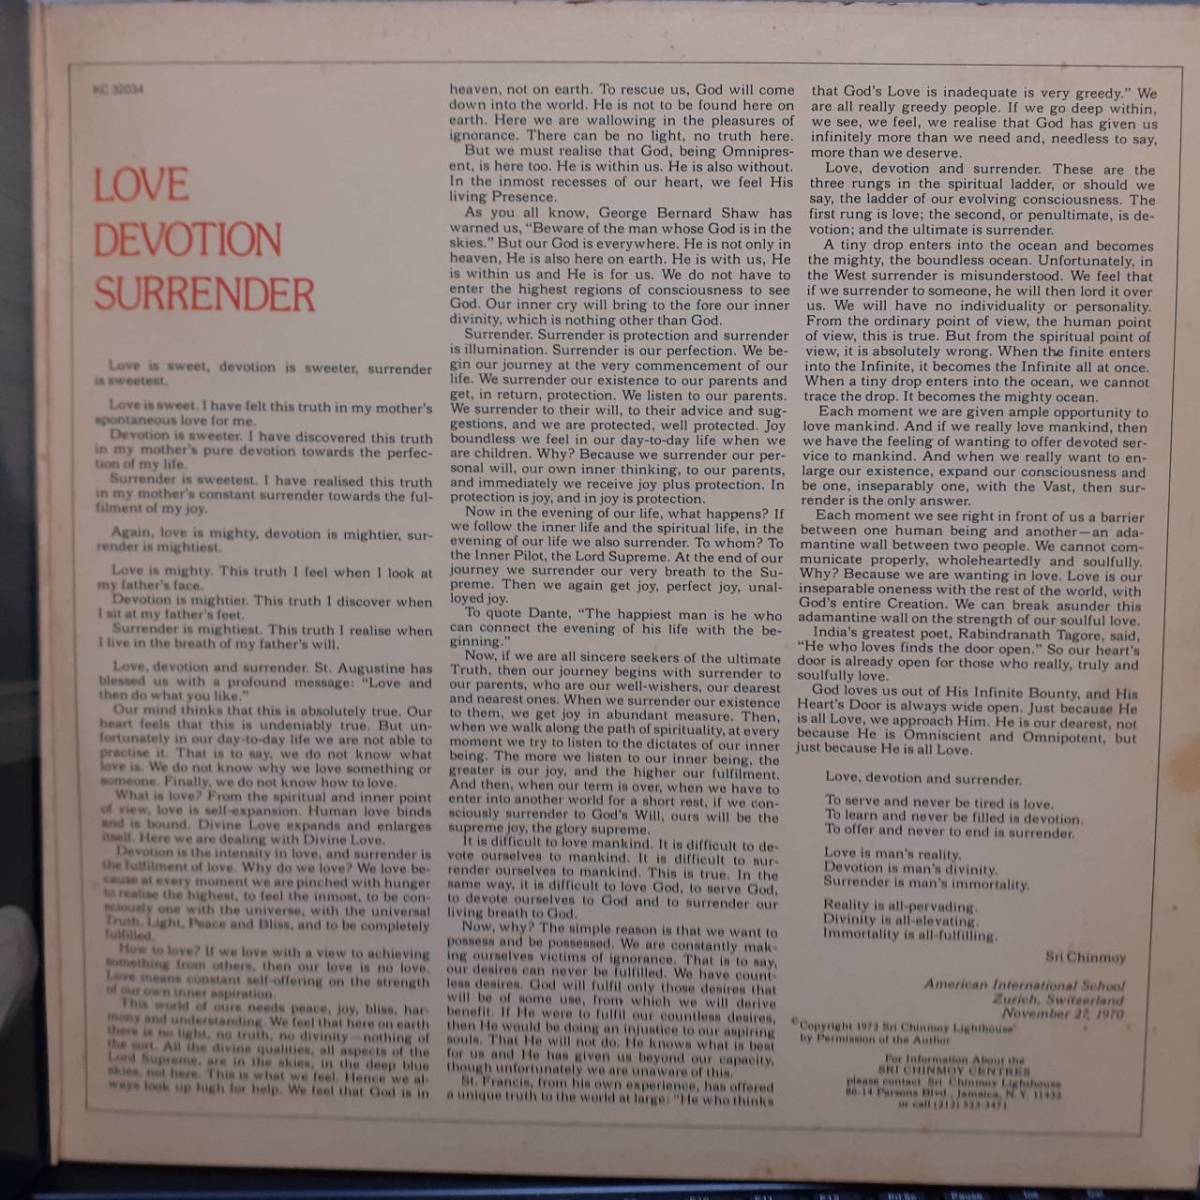 KC 32034
LOVE
DEVOTION
SURRENDER
Love is sweet, devotion is sweeter, surrender
is sweetest.
Love is sweet. I have felt this truth in my mother's
spontaneous love for me.
Devotion is sweeter. I have discovered this truth
in my mother's pure devotion towards the perfec-
tion of my life.
Surrender is sweetest. I have realised this truth
in my mother's constant surrender towards the ful-
filment of my joy.
Again, love is mighty, devotion is mightier, sur-
render is mightiest.
Love is mighty. This truth I feel when I look at
my father's face.
Devotion is mightier. This truth I discover when
I sit at my father's feet.
Surrender is mightiest. This truth I realise when
I live in the breath of my father's will.
Love, devotion and surrender. St. Augustine has
blessed us with a profound message: "Love and
then do what you like."
Our mind thinks that this is absolutely true. Our
heart feels that this is undeniably true. But un-
fortunately in our day-to-day life we are not able to
practise it. That is to say, we do not know what
love is. We do not know why we love something or
someone. Finally, we do not know how to love.
What is love? From the spiritual and inner point
of view, love is self-expansion. Human love binds
and is bound. Divine Love expands and enlarges
itself. Here we are dealing with Divine Love.
Devotion is the intensity in love, and surrender is
the fulfilment of love. Why do we love? We love be-
cause at every moment we are pinched with hunger
to realise the highest, to feel the inmost, to be con-
sciously one with the universe, with the universal
Truth, Light, Peace and Bliss, and to be completely
fulfilled.
How to love? If we love with a view to achieving
something from others, then our love is no love.
Love means constant self-offering on the strength
of our own inner aspiration.
This world of ours needs peace, joy, bliss, har-
mony and understanding. We feel that here on earth
there is no light, no truth, no divinity—nothing of
the sort. All the divine qualities, all aspects of the
Lord Supreme, are in the skies, in the deep blue
skies, not here. This is what we feel. Hence we al-
ways look up high for help. We feel that God is in
heaven, not on earth. To rescue us, God will come
down into the world. He is not to be found here on
earth. Here we are wallowing in the pleasures of
ignorance. There can be no light, no truth here.
But we must realise that God, being Omnipres-
ent, is here too. He is within us. He is also without.
In the inmost recesses of our heart, we feel His
living Presence.
As you all know, George Bernard Shaw has
warned us, "Beware of the man whose God is in the
skies." But our God is everywhere. He is not only in
heaven, He is also here on earth. He is with us, He
is within us and He is for us. We do not have to
enter the highest regions of consciousness to see
God. Our inner cry will bring to the fore our inner
divinity, which is nothing other than God.
Surrender. Surrender is protection and surrender
is illumination. Surrender is our perfection. We be-
gin our journey at the very commencement of our
life. We surrender our existence to our parents and
get, in return, protection. We listen to our parents.
We surrender to their will, to their advice and sug-
gestions, and we are protected, well protected. Joy
boundless we feel in our day-to-day life when we
are children. Why? Because we surrender our per-
sonal will, our own inner thinking, to our parents,
and immediately we receive joy plus protection. In
protection is joy, and in joy is protection.
Now in the evening of our life, what happens? If
we follow the inner life and the spiritual life, in the
evening of our life we also surrender. To whom? To
the Inner Pilot, the Lord Supreme. At the end of our
journey we surrender our very breath to the Su-
preme. Then we again get joy, perfect joy, unal-
loyed joy.
To quote Dante, "The happiest man is he who
can connect the evening of his life with the be-
ginning."
Now, if we are all sincere seekers of the ultimate
Truth, then our journey begins with surrender to
our parents, who are our well-wishers, our dearest
and nearest ones. When we surrender our existence
to them, we get joy in abundant measure. Then,
when we walk along the path of spirituality, at every
moment we try to listen to the dictates of our inner
being. The more we listen to our inner being, the
greater is our joy, and the higher our fulfilment.
And then, when our term is over, when we have to
enter into another world for a short rest, if we con-
sciously surrender to God's Will, ours will be the
supreme joy, the glory supreme.
It is difficult to love mankind. It is difficult to de-
vote ourselves to mankind. It is difficult to sur-
render ourselves to mankind. This is true. In the
same way, it is difficult to love God, to serve God,
to devote ourselves to God and to surrender our
living breath to God.
Now, why? The simple reason is that we want to
possess and be possessed. We are constantly mak-
ing ourselves victims of ignorance. That is to say,
our desires can never be fulfilled. We have count-
less desires. God will fulfil only those desires that
will be of some use, from which we will derive
benefit. If He were to fulfil our countless desires,
then He would be doing an injustice to our aspiring
souls. That He will not do. He knows what is best
for us and He has given us beyond our capacity,
though unfortunately we are unaware of this.
St. Francis, from his own experience, has offered
a unique truth to the world at large: "He who thinks
that God's Love is inadequate is very greedy." We
are all really greedy people. If we go deep within,
we see, we feel, we realise that God has given us
infinitely more than we need and, needless to say,
more than we deserve.
Love, devotion and surrender. These are the
three rungs in the spiritual ladder, or should we
say, the ladder of our evolving consciousness. The
first rung is love; the second, or penultimate, is de-
votion; and the ultimate is surrender.
A tiny drop enters into the ocean and becomes
the mighty, the boundless ocean. Unfortunately, in
the West surrender is misunderstood. We feel that
if we surrender to someone, he will then lord it over
us. We will have no individuality or personality.
From the ordinary point of view, the human point
of view, this is true. But from the spiritual point of
view, it is absolutely wrong. When the finite enters
into the Infinite, it becomes the Infinite all at once.
When a tiny drop enters into the ocean, we cannot
trace the drop. It becomes the mighty ocean.
Each moment we are given ample opportunity to
love mankind. And if we really love mankind, then
we have the feeling of wanting to offer devoted ser-
vice to mankind. And when we really want to en-
large our existence, expand our consciousness and
be one, inseparably one, with the Vast, then sur-
render is the only answer.
Each moment we see right in front of us a barrier
between one human being and another—an ada-
mantine wall between two people. We cannot com-
municate properly, wholeheartedly and soulfully.
Why? Because we are wanting in love. Love is our
inseparable oneness with the rest of the world, with
God's entire Creation. We can break asunder this
adamantine wall on the strength of our soulful love.
India's greatest poet, Rabindranath Tagore, said,
"He who loves finds the door open." So our heart's
door is already open for those who really, truly and
soulfully love.
God loves us out of His Infinite Bounty, and His
Heart's Door is always wide open. Just because He
is all Love, we approach Him. He is our dearest, not
because He is Omniscient and Omnipotent, but
just because He is all Love.
Love, devotion and surrender.
To serve and never be tired is love.
To learn and never be filled is devotion.
To offer and never to end is surrender.
Love is man's reality.
Devotion is man's divinity.
Surrender is man's immortality.
Reality is all-pervading.
Divinity is all-elevating.
Immortality is all-fulfilling.
Sri Chinmoy
American International School
Zurich, Switzerland
November 27, 1970
©Copyright 1973 Sri Chinmoy Lighthouse
by Permission of the Author
For Information About the
SRI CHINMOY CENTRES
please contact Sri Chinmoy Lighthouse
86-14 Parsons Blvd., Jamaica, N.Y. 11432
or call (212) 523-3471